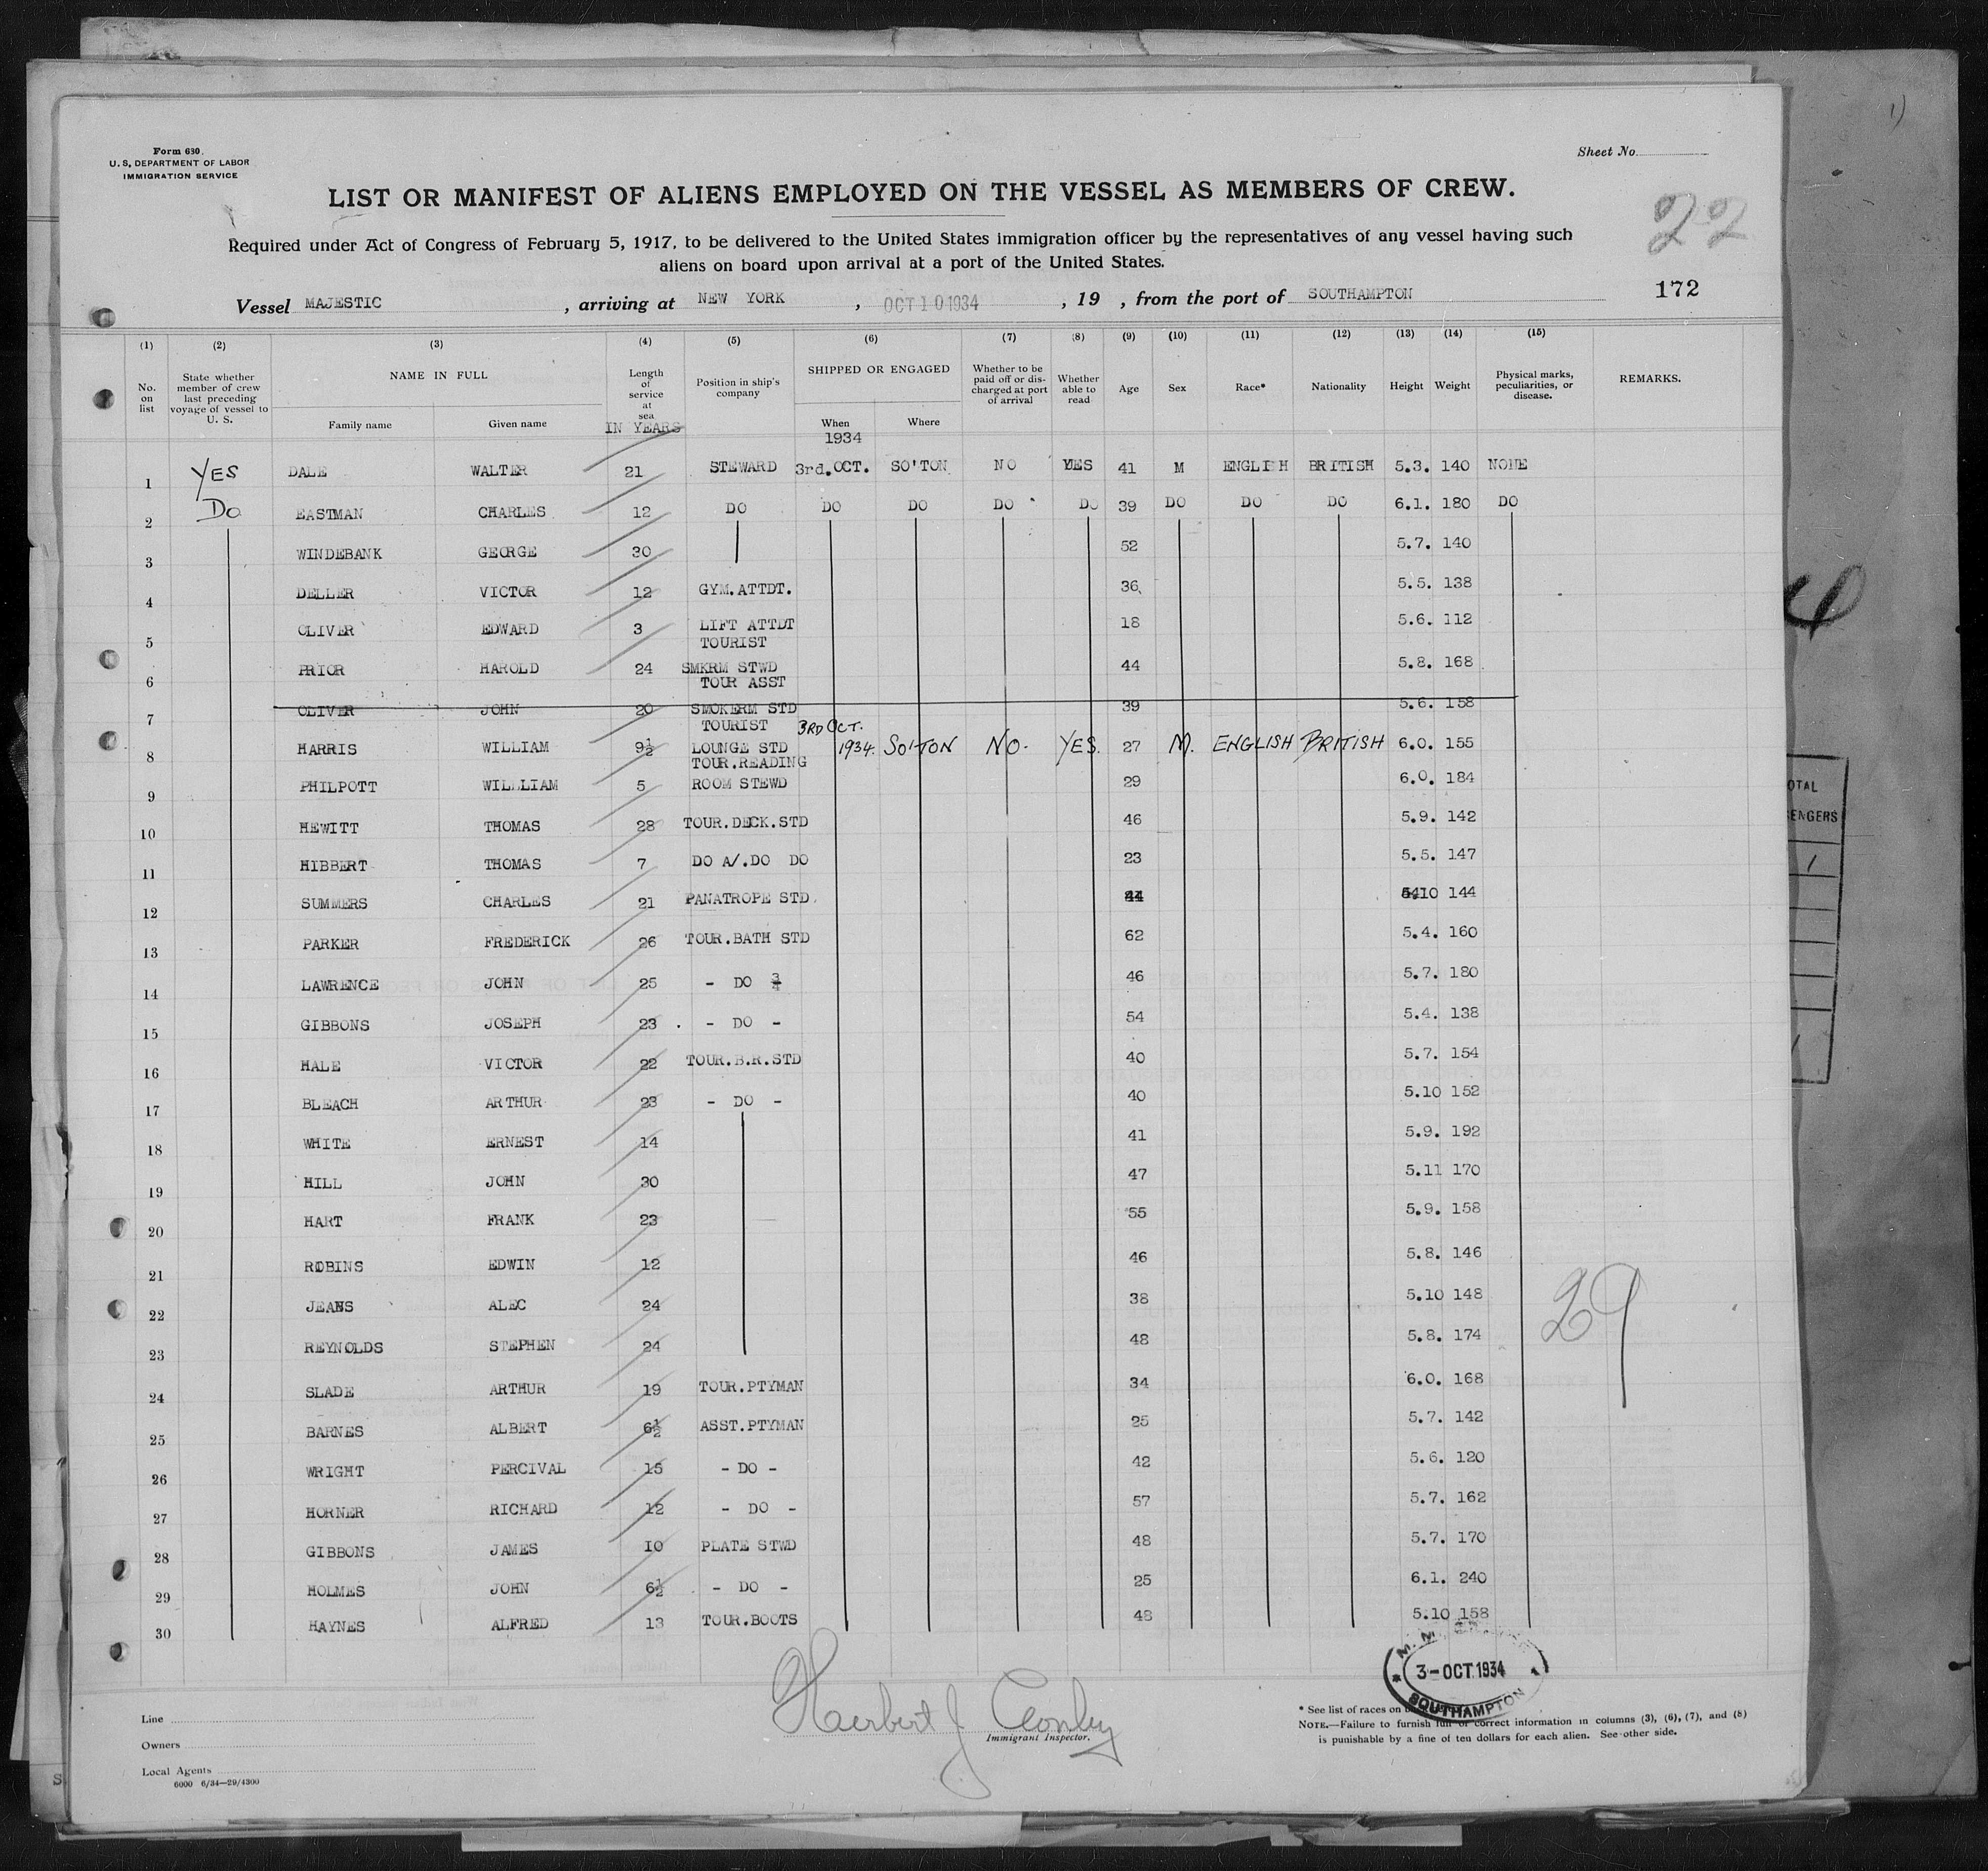 Form 630.
U. S. DEPARTMENT OF LABOR
IMMIGRATION SERVICE
Sheet No.
LIST OR MANIFEST OF ALIENS EMPLOYED ON THE VESSEL AS MEMBERS OF CREW.
22
Required under Act of Congress of February 5, 1917, to be delivered to the United States immigration officer by the representatives of any vessel having such
aliens on board upon arrival at a port of the United States.
172
Vessel MAJESTIC , arriving at NEW YORK , OCT 10 1934 , 19 , from the port of SOUTHAMPTON
(1) (2) (3) (4) (5) (6) (7) (8) (9) (10) (11) (12) (13) (14) (15)
No. on list
State whether member of crew last preceding voyage of vessel to U. S.
NAME IN FULL
Family name Given name
Length of service at sea IN YEARS
Position in ship's company
SHIPPED OR ENGAGED
When 1934 Where
Whether to be paid off or discharged at port of arrival
Whether able to read
Age Sex Race* Nationality Height Weight
Physical marks, peculiarities, or disease.
REMARKS.
1 YES DALE WALTER 21 STEWARD 3rd.OCT. SO'TON NO YES 41 M ENGLISH BRITISH 5.3. 140 NONE
2 Do EASTMAN CHARLES 12 DO DO DO DO DO 39 DO DO DO 6.1. 180 DO
3 WINDEBANK GEORGE 30 52 5.7. 140
4 DELLER VICTOR 12 GYM.ATTDT. 36 5.5. 138
5 OLIVER EDWARD 3 LIFT ATTDT 18 5.6. 112
TOURIST
6 PRIOR HAROLD 24 SMKRM STWD 44 5.8. 168
TOUR ASST
7 OLIVER JOHN 20 SMOKERM STD 39 5.6. 158
TOURIST 3RD OCT.
8 HARRIS WILLIAM 9½ LOUNGE STD 1934. SO'TON NO. YES. 27 M. ENGLISH BRITISH 6.0. 155
TOUR.READING
9 PHILPOTT WILLLIAM 5 ROOM STEWD 29 6.0. 184
10 HEWITT THOMAS 28 TOUR.DECK.STD 46 5.9. 142
11 HIBBERT THOMAS 7 DO A/.DO DO 23 5.5. 147
12 SUMMERS CHARLES 21 PANATROPE STD. 144
13 PARKER FREDERICK 26 TOUR.BATH STD 62 5.4. 160
14 LAWRENCE JOHN 25 - DO 46 5.7. 180
15 GIBBONS JOSEPH 23 - DO - 54 5.4. 138
16 HALE VICTOR 22 TOUR.B.R.STD 40 5.7. 154
17 BLEACH ARTHUR 23 - DO - 40 5.10 152
18 WHITE ERNEST 14 41 5.9. 192
19 HILL JOHN 30 47 5.11 170
20 HART FRANK 23 55 5.9. 158
21 ROBINS EDWIN 12 46 5.8. 146
22 JEANS ALEC 24 38 5.10 148
23 REYNOLDS STEPHEN 24 48 5.8. 174
24 SLADE ARTHUR 19 TOUR.PTYMAN 34 6.0. 168
25 BARNES ALBERT 6½ ASST.PTYMAN 25 5.7. 142
26 WRIGHT PERCIVAL 15 - DO - 42 5.6. 120
27 HORNER RICHARD 12 - DO - 57 5.7. 162
28 GIBBONS JAMES IO PLATE STWD 48 5.7. 170
29 HOLMES JOHN 6½ - DO - 25 6.1. 240
30 HAYNES ALFRED 13 TOUR.BOOTS 48 5.10 158
29
3-OCT.1934
SOUTHAMPTON
Line
Owners
Local Agents
6000 6/34—29/4300
Herbert J
Immigrant Inspector.
* See list of races on
NOTE.—Failure to furnish full or correct information in columns (3), (6), (7), and (8)
is punishable by a fine of ten dollars for each alien. See other side.